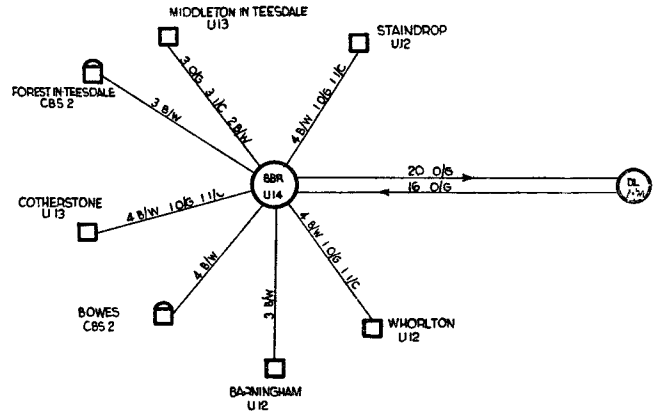 MIDDLETON IN TEESDALE
U13
STAINDROP
U12
FOREST IN TEESDALE
CBS 2
3 O/G 3 I/C 2 B/W
4 B/W 1 O/G 1 I/C
3 B/W
BBR
U14
20 O/G
16 O/G
DL
COTHERSTONE
U 13
4 B/W 1 O/G 1 I/C
BOWES
CBS 2
4 B/W
3 B/W
4 B/W 1 O/G 1 I/C
WHORLTON
U12
BARNINGHAM
U 12